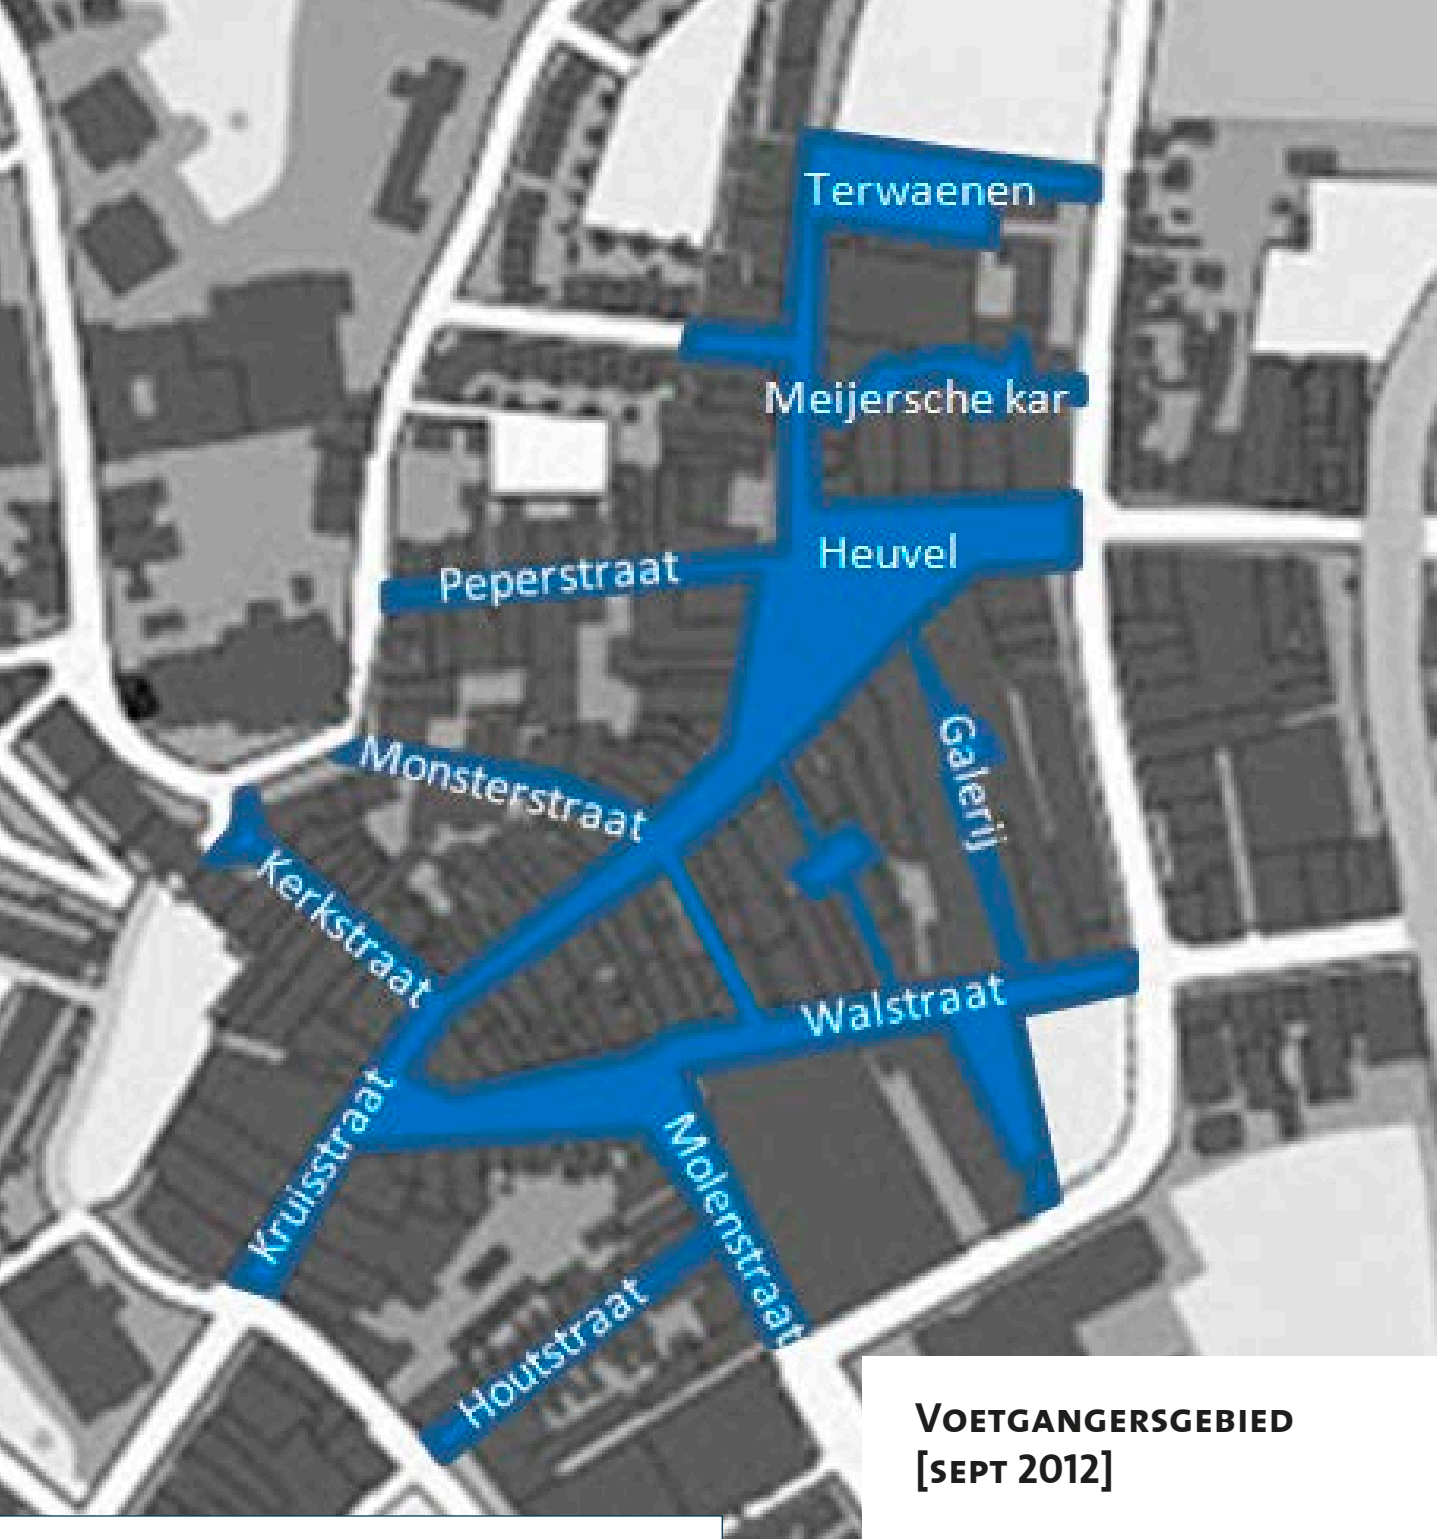 Terwaenen
Meijersche kar
Heuvel
Peperstraat
Galerij
Monsterstraat
Kerkstraat
Walstraat
Kruisstraat
Molenstraat
Houtstraat
Voetgangersgebied
[sept 2012]